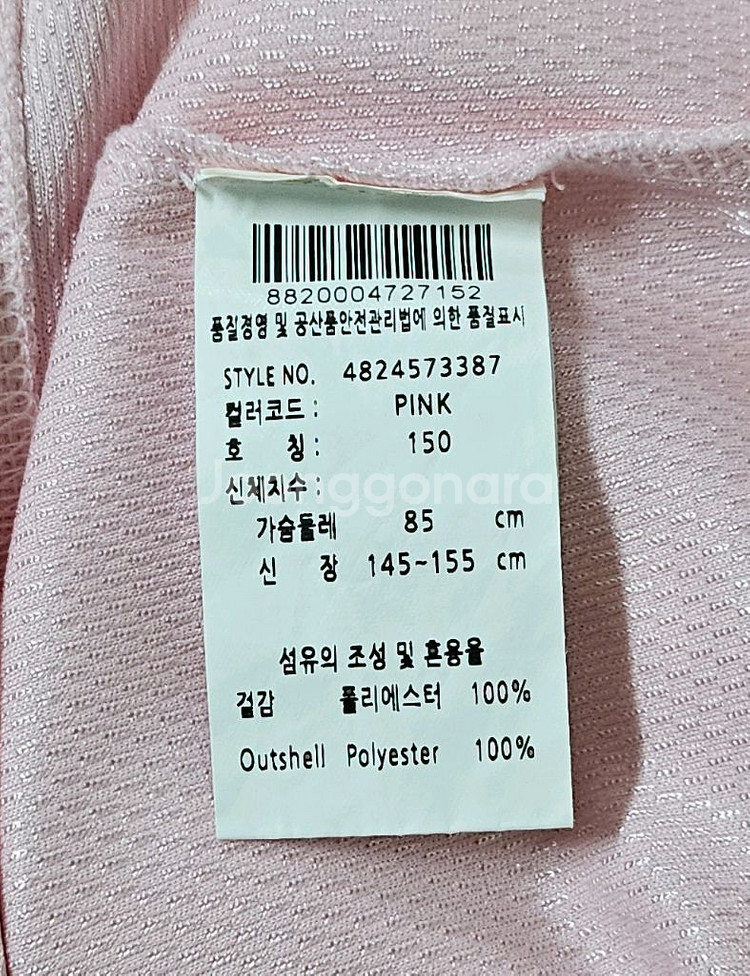 8820004727152
품질경영 및 공산품안전관리법에 의한 품질표시
STYLE NO. 4824573387
컬러코드 : PINK
호 칭 : 150
신체치수 :
Joonggonara
가슴둘레 85 cm
신 장 145~155 cm
섬유의 조성 및 혼용율
겉감 폴리에스터 100%
Outshell Polyester 100%